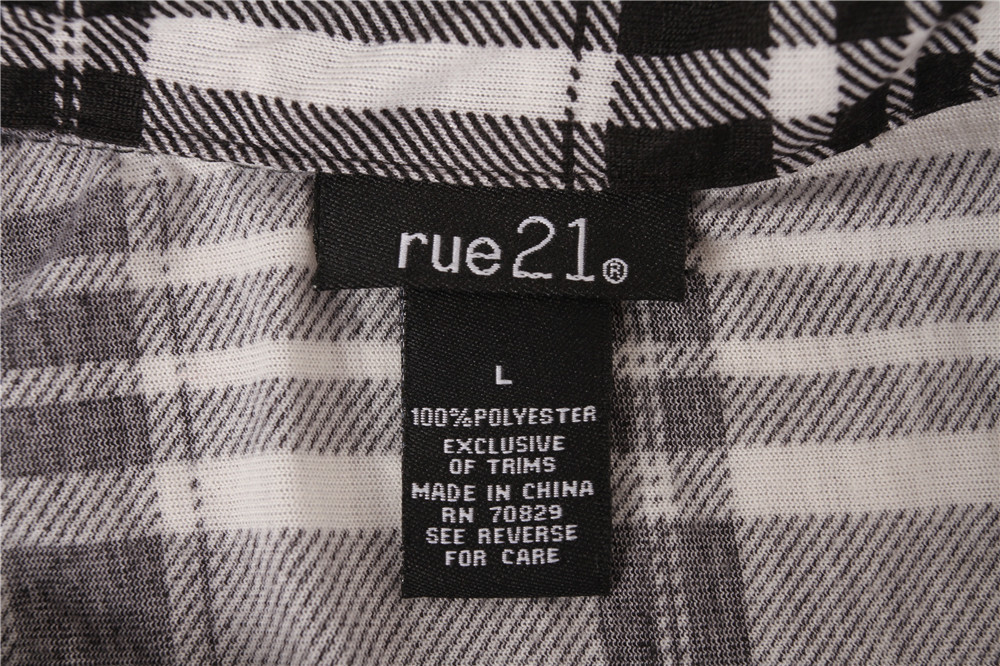 rue21®
L
100%POLYESTER
EXCLUSIVE
OF TRIMS
MADE IN CHINA
RN 70829
SEE REVERSE
FOR CARE